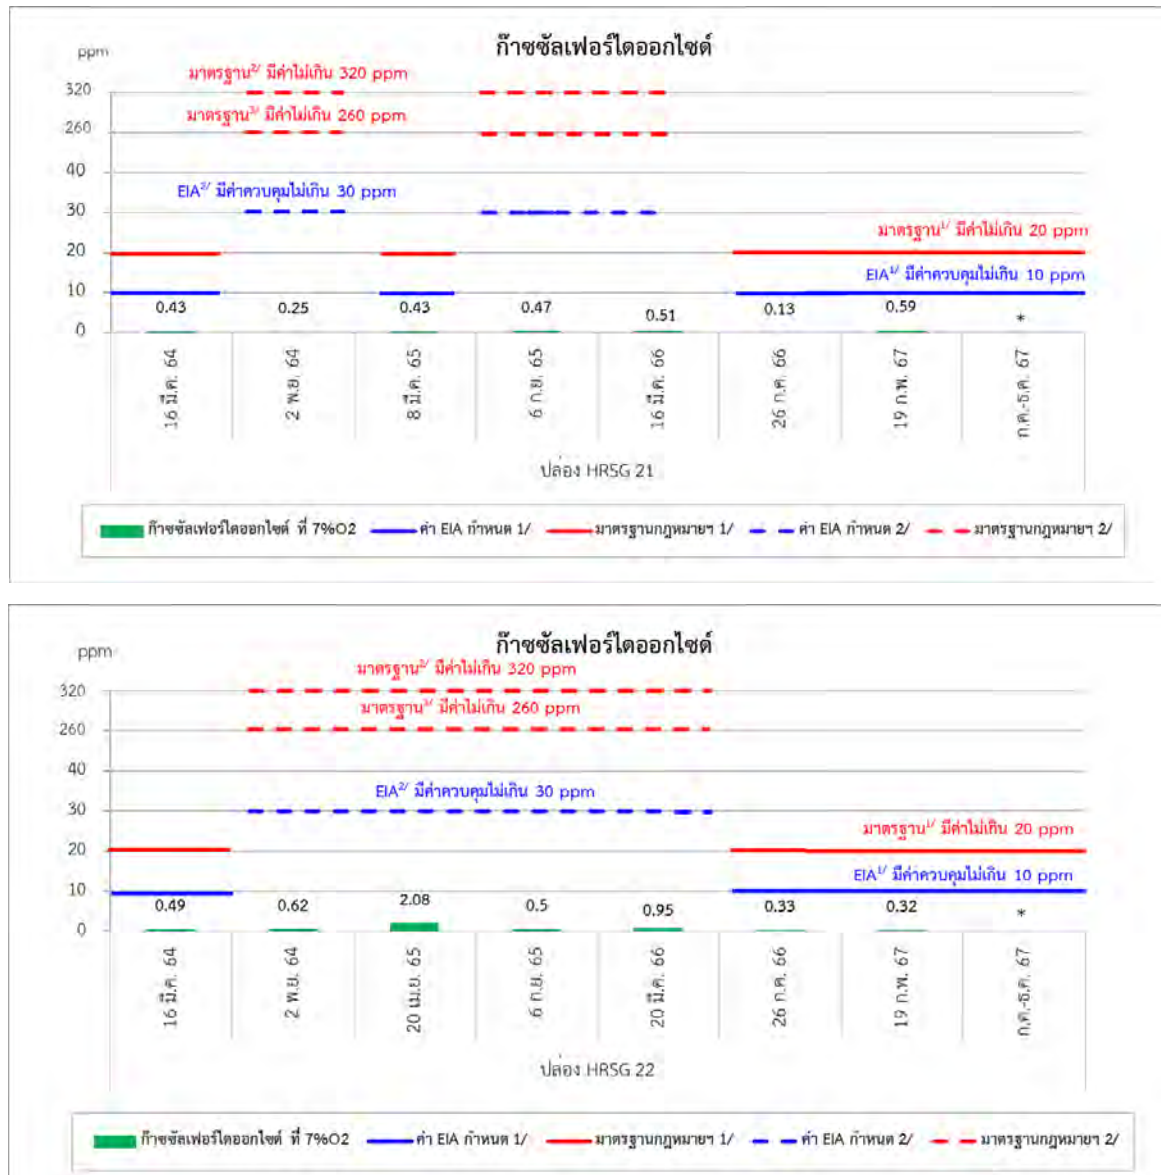 ก๊าซซัลเฟอร์ไดออกไซด์
ppm
มาตรฐาน2/ มีค่าไม่เกิน 320 ppm
320
มาตรฐาน3/ มีค่าไม่เกิน 260 ppm
260
40
EIA2/ มีค่าควบคุมไม่เกิน 30 ppm
30
มาตรฐาน1/ มีค่าไม่เกิน 20 ppm
20
EIA1/ มีค่าควบคุมไม่เกิน 10 ppm
10
0.43 0.25 0.43 0.47 0.51 0.13 0.59 *
0
16 มี.ค. 64
2 พ.ย. 64
8 มี.ค. 65
6 ก.ย. 65
16 มี.ค. 66
26 ก.ค. 66
19 ก.พ. 67
ก.ค.-ธ.ค. 67
ปล่อง HRSG 21
ก๊าซซัลเฟอร์ไดออกไซด์ ที่ 7%O2 ค่า EIA กำหนด 1/ มาตรฐานกฎหมายฯ 1/ ค่า EIA กำหนด 2/ มาตรฐานกฎหมายฯ 2/
ก๊าซซัลเฟอร์ไดออกไซด์
ppm
มาตรฐาน2/ มีค่าไม่เกิน 320 ppm
320
มาตรฐาน3/ มีค่าไม่เกิน 260 ppm
260
40
EIA2/ มีค่าควบคุมไม่เกิน 30 ppm
30
มาตรฐาน1/ มีค่าไม่เกิน 20 ppm
20
EIA1/ มีค่าควบคุมไม่เกิน 10 ppm
10
0.49 0.62 2.08 0.5 0.95 0.33 0.32 *
0
16 มี.ค. 64
2 พ.ย. 64
20 เม.ย. 65
6 ก.ย. 65
20 มี.ค. 66
26 ก.ค. 66
19 ก.พ. 67
ก.ค.-ธ.ค. 67
ปล่อง HRSG 22
ก๊าซซัลเฟอร์ไดออกไซด์ ที่ 7%O2 ค่า EIA กำหนด 1/ มาตรฐานกฎหมายฯ 1/ ค่า EIA กำหนด 2/ มาตรฐานกฎหมายฯ 2/